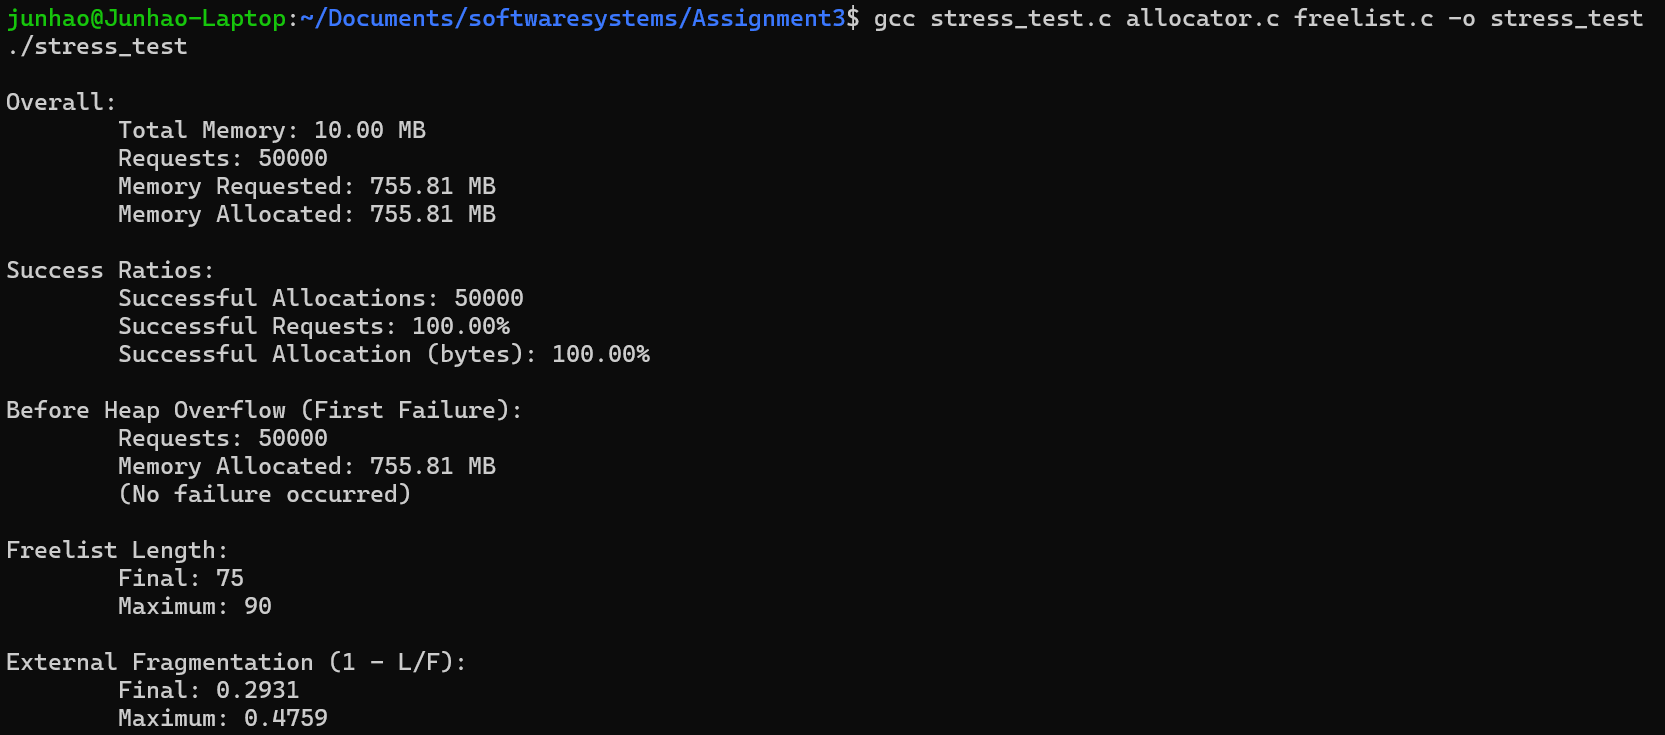 junhao@Junhao-Laptop:~/Documents/softwaresystems/Assignment3$ gcc stress_test.c allocator.c freelist.c -o stress_test
./stress_test
Overall:
Total Memory: 10.00 MB
Requests: 50000
Memory Requested: 755.81 MB
Memory Allocated: 755.81 MB
Success Ratios:
Successful Allocations: 50000
Successful Requests: 100.00%
Successful Allocation (bytes): 100.00%
Before Heap Overflow (First Failure):
Requests: 50000
Memory Allocated: 755.81 MB
(No failure occurred)
Freelist Length:
Final: 75
Maximum: 90
External Fragmentation (1 - L/F):
Final: 0.2931
Maximum: 0.4759